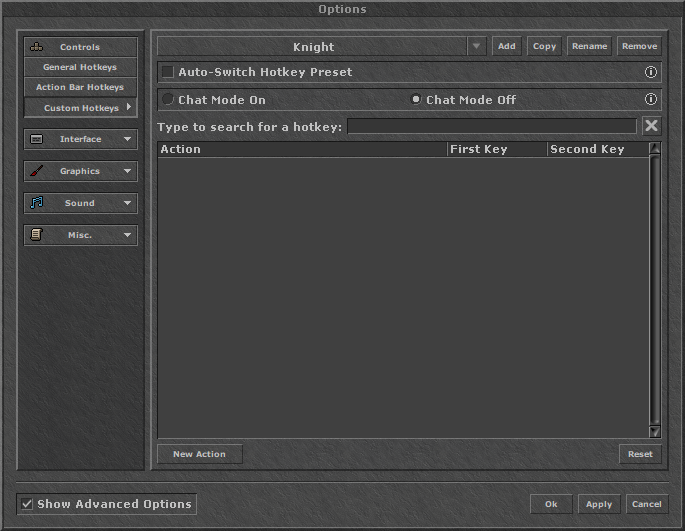 Options
Controls
General Hotkeys
Action Bar Hotkeys
Custom Hotkeys
Interface
Graphics
Sound
Misc.
Knight Add Copy Rename Remove
Auto-Switch Hotkey Preset
Chat Mode On Chat Mode Off
Type to search for a hotkey:
Action First Key Second Key
New Action Reset
Show Advanced Options Ok Apply Cancel